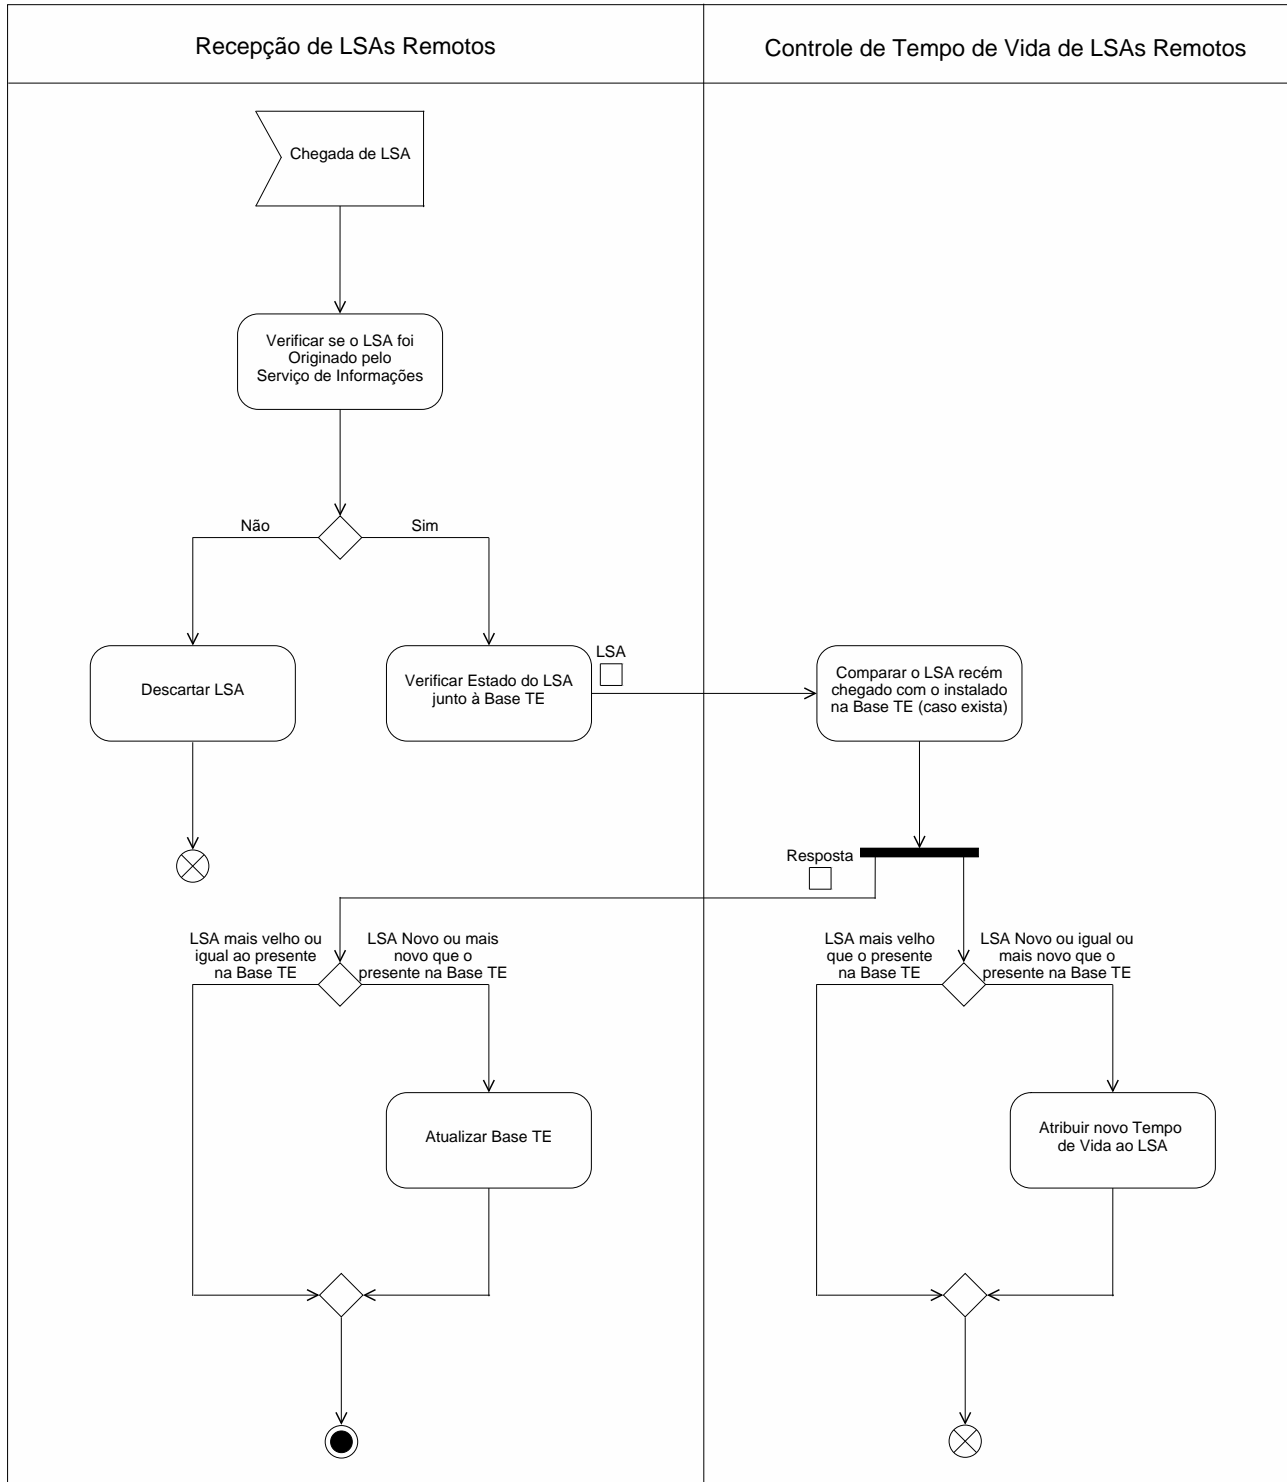 Recepção de LSAs Remotos
Controle de Tempo de Vida de LSAs Remotos
Chegada de LSA
Verificar se o LSA foi
Originado pelo
Serviço de Informações
Não
Sim
Descartar LSA
Verificar Estado do LSA
junto à Base TE
LSA
Comparar o LSA recém
chegado com o instalado
na Base TE (caso exista)
Resposta
LSA mais velho ou
igual ao presente
na Base TE
LSA Novo ou mais
novo que o
presente na Base TE
LSA mais velho
que o presente
na Base TE
LSA Novo ou igual ou
mais novo que o
presente na Base TE
Atualizar Base TE
Atribuir novo Tempo
de Vida ao LSA